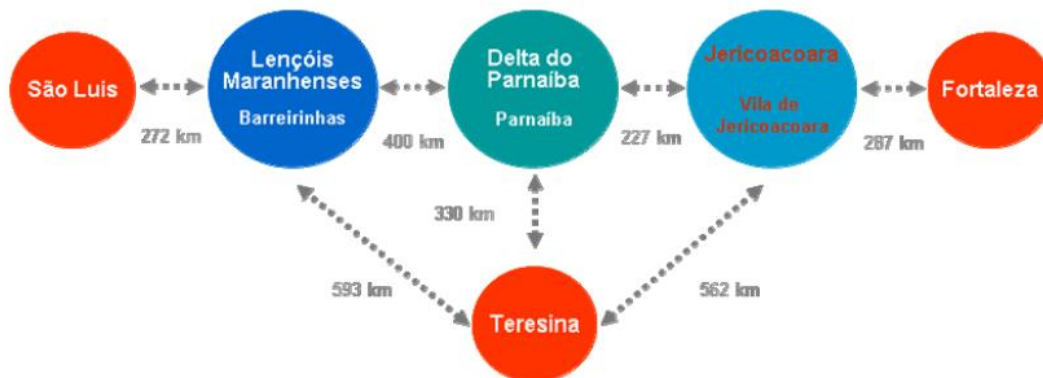 São Luis
272 km
Lençóis
Maranhenses
Barreirinhas
400 km
Delta do
Parnaíba
Parnaíba
227 km
Jericoacoara
Vila de
Jericoacoara
287 km
Fortaleza
330 km
593 km
562 km
Teresina